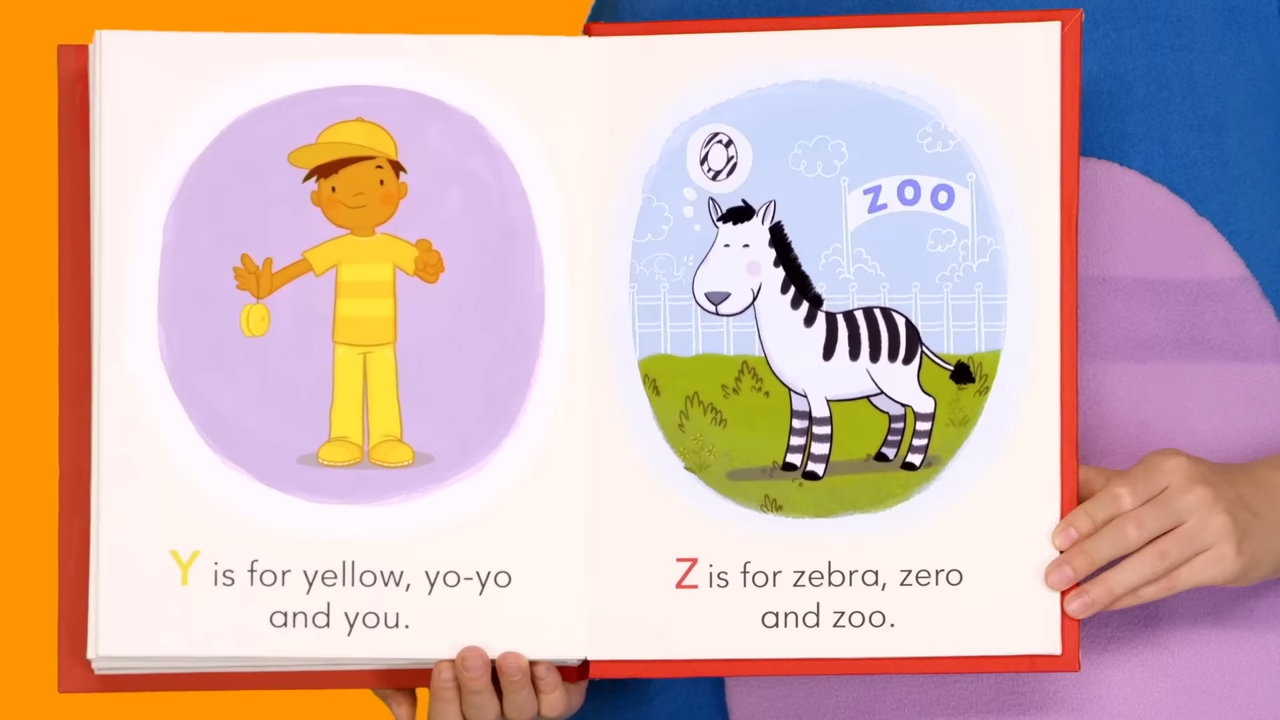 Y is for yellow, yo-yo
and you.
ZOO
Z is for zebra, zero
and zoo.